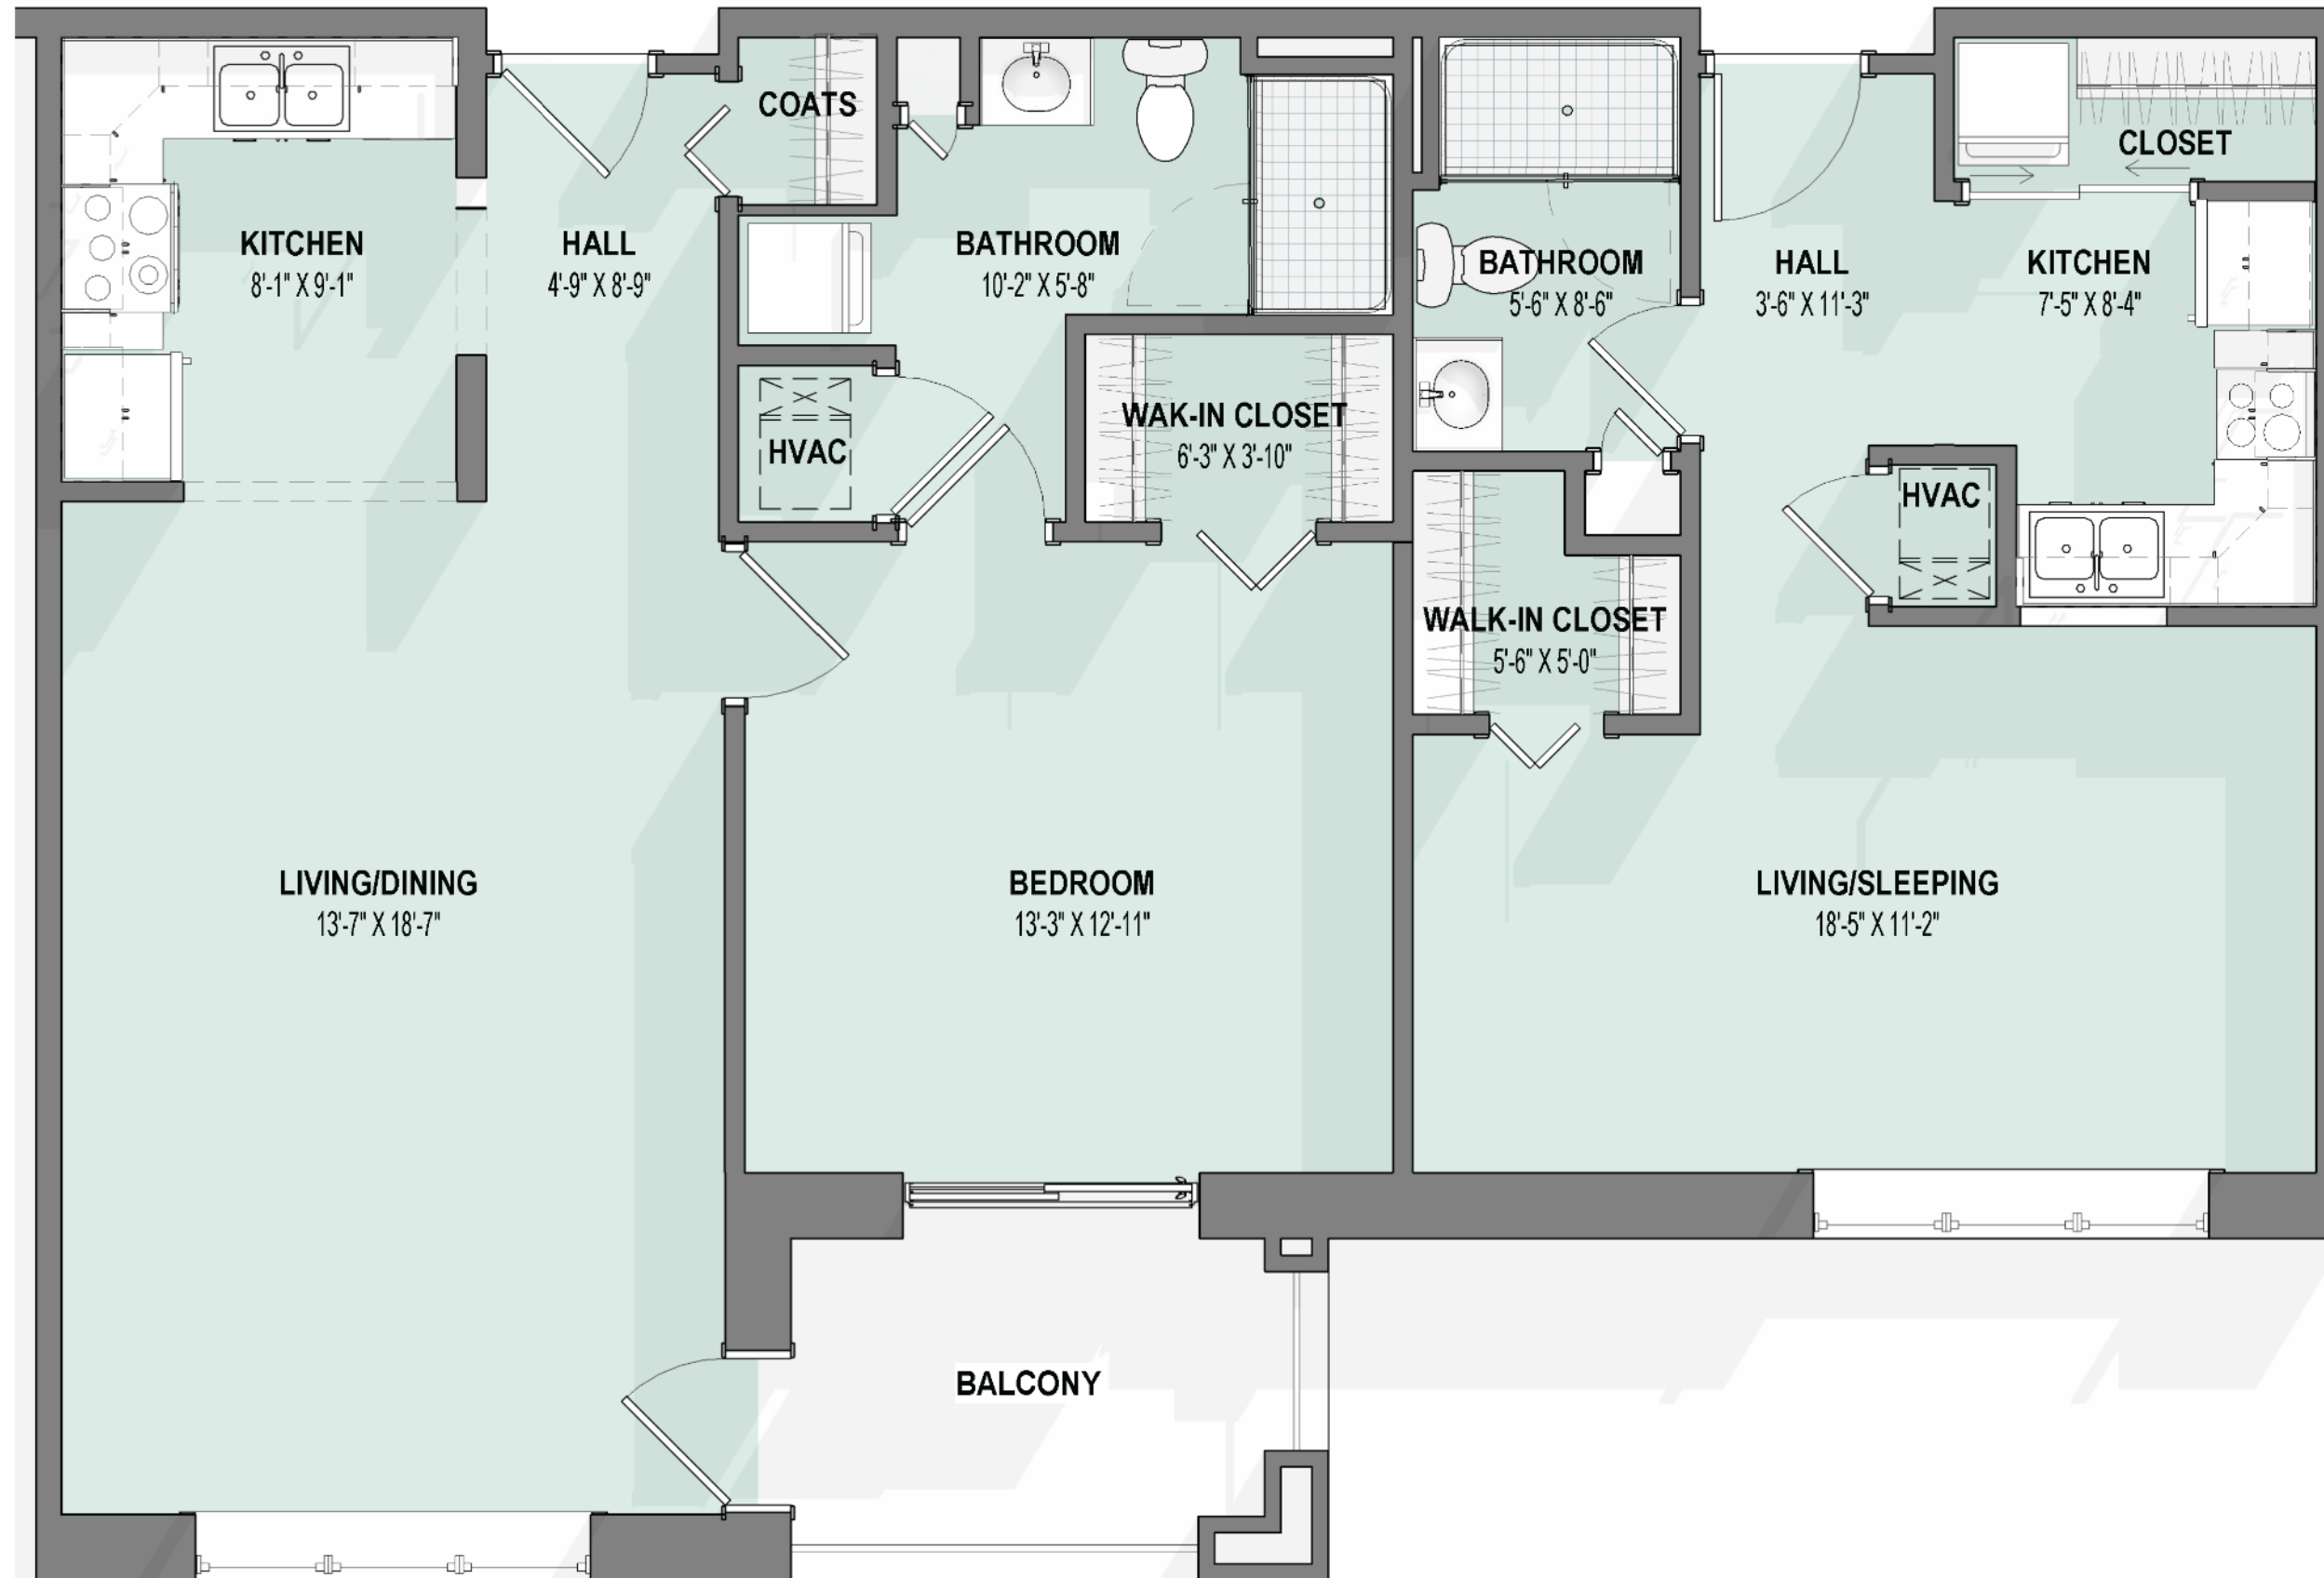 COATS
CLOSET
KITCHEN
8'-1" X 9'-1"
HALL
4'-9" X 8'-9"
BATHROOM
10'-2" X 5'-8"
BATHROOM
5'-6" X 8'-6"
HALL
3'-6" X 11'-3"
KITCHEN
7'-5" X 8'-4"
HVAC
WAK-IN CLOSET
6'-3" X 3'-10"
HVAC
WALK-IN CLOSET
5'-6" X 5'-0"
LIVING/DINING
13'-7" X 18'-7"
BEDROOM
13'-3" X 12'-11"
LIVING/SLEEPING
18'-5" X 11'-2"
BALCONY